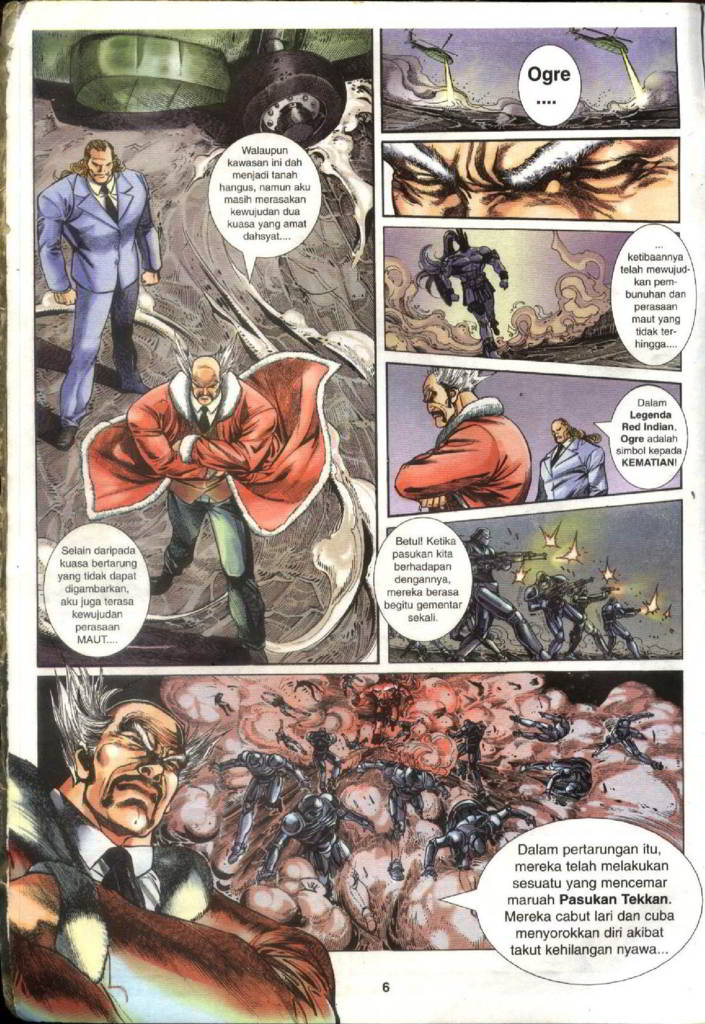 Walaupun
kawasan ini dah
menjadi tanah
hangus, namun aku
masih merasakan
kewujudan dua
kuasa yang amat
dahsyat....
Selain daripada
kuasa bertarung
yang tidak dapat
digambarkan,
aku juga terasa
kewujudan
perasaan
MAUT....
Ogre
....
...
ketibaannya
telah mewujud-
kan pem-
bunuhan dan
perasaan
maut yang
tidak ter-
hingga....
Dalam
Legenda
Red Indian,
Ogre adalah
simbol kepada
KEMATIAN!
Betul! Ketika
pasukan kita
berhadapan
dengannya,
mereka berasa
begitu gementar
sekali.
Dalam pertarungan itu,
mereka telah melakukan
sesuatu yang mencemar
maruah Pasukan Tekkan.
Mereka cabut lari dan cuba
menyorokkan diri akibat
takut kehilangan nyawa...
6